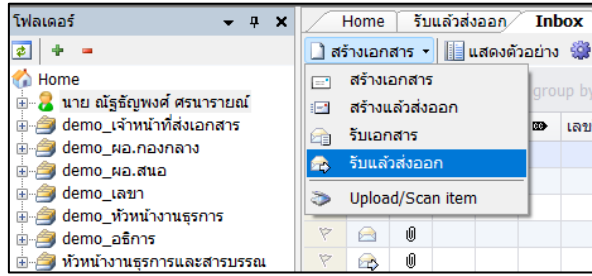 โฟลเดอร์
Home
นาย ณัฐธัญพงศ์ ศรนารายณ์
demo_เจ้าหน้าที่ส่งเอกสาร
demo_ผอ.กองกลาง
demo_ผอ.สนอ
demo_เลขา
demo_หัวหน้างานธุรการ
demo_อธิการ
หัวหน้างานธุรการและสารบรรณ
Home รับแล้วส่งออก Inbox
สร้างเอกสาร แสดงตัวอย่าง
สร้างเอกสาร
สร้างแล้วส่งออก
รับเอกสาร
รับแล้วส่งออก
Upload/Scan item
group by
เลข